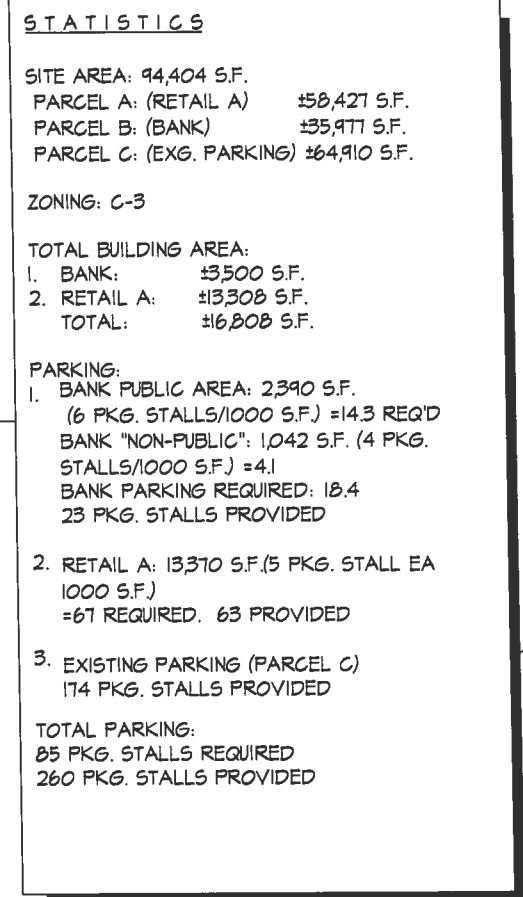 STATISTICS
SITE AREA: 94,404 S.F.
PARCEL A: (RETAIL A) ±58,427 S.F.
PARCEL B: (BANK) ±35,977 S.F.
PARCEL C: (EXG. PARKING) ±64,910 S.F.
ZONING: C-3
TOTAL BUILDING AREA:
1. BANK: ±3,500 S.F.
2. RETAIL A: ±13,308 S.F.
TOTAL: ±16,808 S.F.
PARKING:
1. BANK PUBLIC AREA: 2,390 S.F.
(6 PKG. STALLS/1000 S.F.) =14.3 REQ'D
BANK "NON-PUBLIC": 1,042 S.F. (4 PKG.
STALLS/1000 S.F.) =4.1
BANK PARKING REQUIRED: 18.4
23 PKG. STALLS PROVIDED
2. RETAIL A: 13,370 S.F.(5 PKG. STALL EA
1000 S.F.)
=67 REQUIRED. 63 PROVIDED
3. EXISTING PARKING (PARCEL C)
174 PKG. STALLS PROVIDED
TOTAL PARKING:
85 PKG. STALLS REQUIRED
260 PKG. STALLS PROVIDED